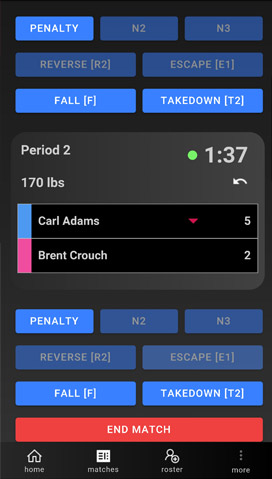 PENALTY N2 N3
REVERSE [R2] ESCAPE [E1]
FALL [F] TAKEDOWN [T2]
Period 2 1:37
170 lbs
Carl Adams 5
Brent Crouch 2
PENALTY N2 N3
REVERSE [R2] ESCAPE [E1]
FALL [F] TAKEDOWN [T2]
END MATCH
home matches roster more